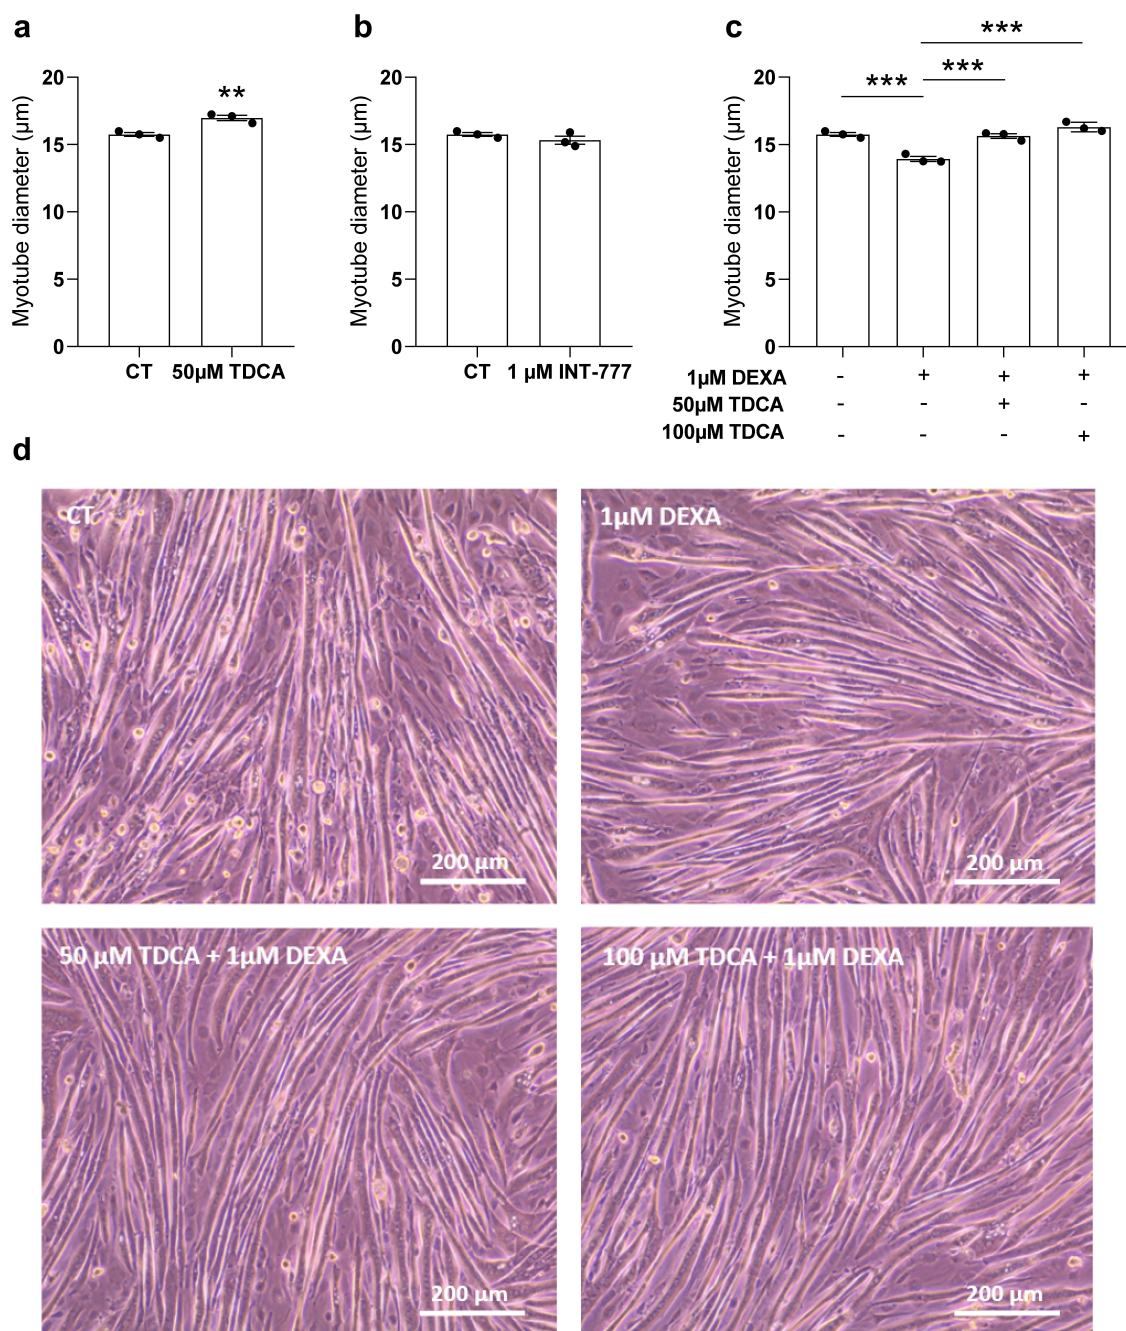 a
Myotube diameter (µm)
20
15
10
5
0
**
CT 50µM TDCA
b
Myotube diameter (µm)
20
15
10
5
0
CT 1 µM INT-777
c
Myotube diameter (µm)
20
15
10
5
0
***
***
***
1µM DEXA - + + +
50µM TDCA - - + -
100µM TDCA - - - +
d
CT
200 µm
1µM DEXA
200 µm
50 µM TDCA + 1µM DEXA
200 µm
100 µM TDCA + 1µM DEXA
200 µm